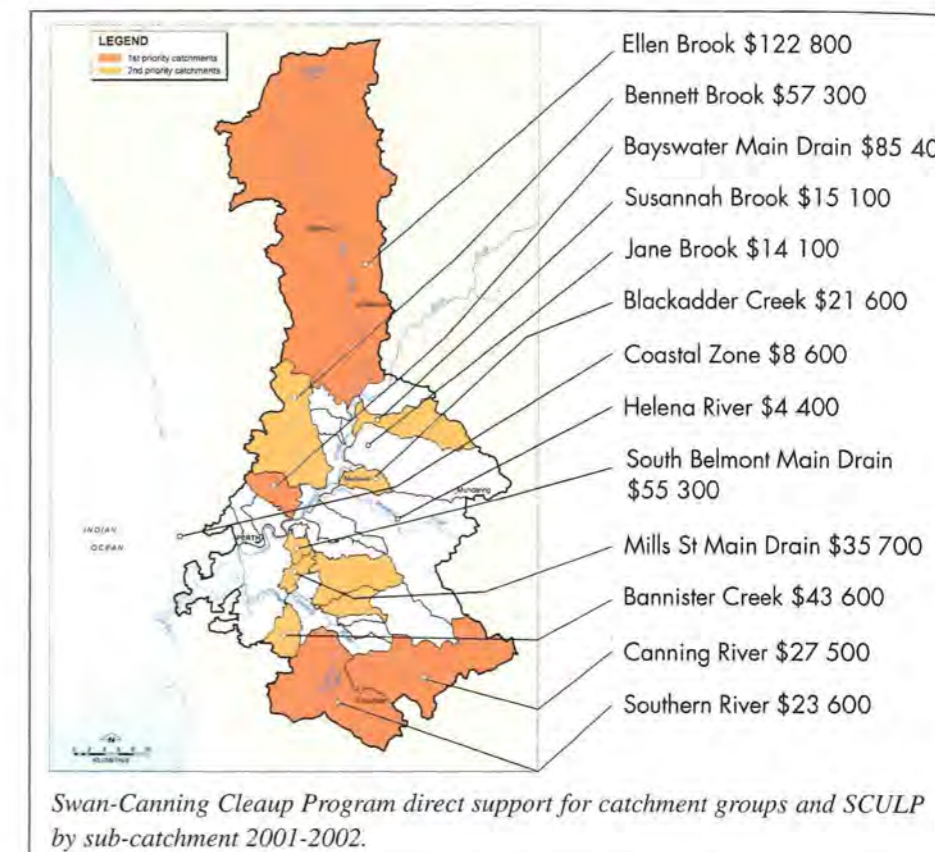 LEGEND
1st priority catchments
2nd priority catchments
Ellen Brook $122 800
Bennett Brook $57 300
Bayswater Main Drain $85 40
Susannah Brook $15 100
Jane Brook $14 100
Blackadder Creek $21 600
Coastal Zone $8 600
Helena River $4 400
South Belmont Main Drain
$55 300
Mills St Main Drain $35 700
Bannister Creek $43 600
Canning River $27 500
Southern River $23 600
Mundaring
INDIAN
OCEAN
PERTH
N
KILOMETRES
Swan-Canning Cleaup Program direct support for catchment groups and SCULP
by sub-catchment 2001-2002.